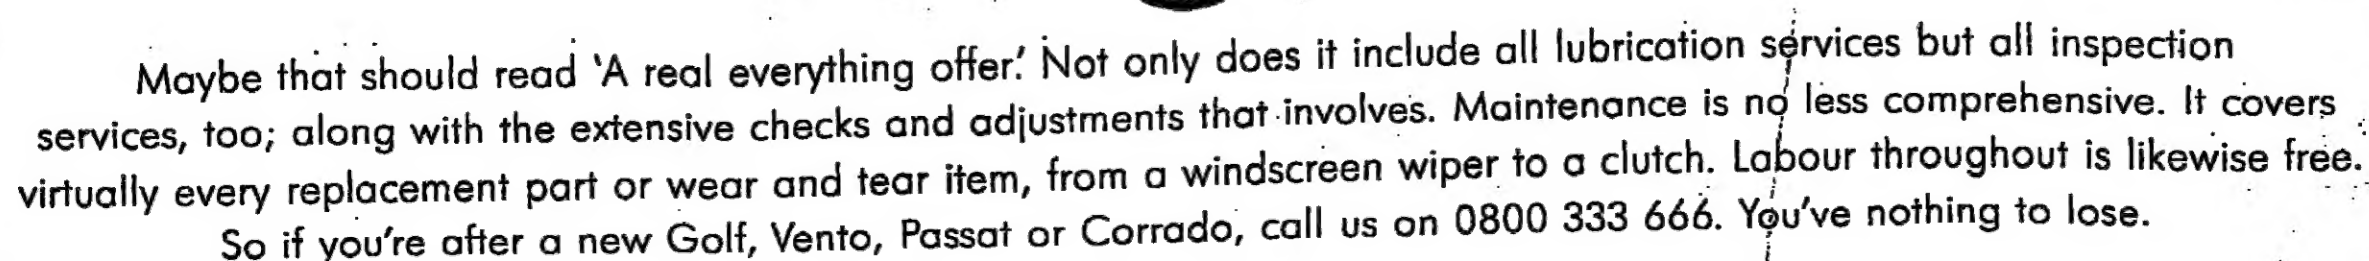 Maybe that should read 'A real everything offer.' Not only does it include all lubrication services but all inspection
services, too; along with the extensive checks and adjustments that involves. Maintenance is no less comprehensive. It covers
virtually every replacement part or wear and tear item, from a windscreen wiper to a clutch. Labour throughout is likewise free.
So if you're after a new Golf, Vento, Passat or Corrado, call us on 0800 333 666. You've nothing to lose.